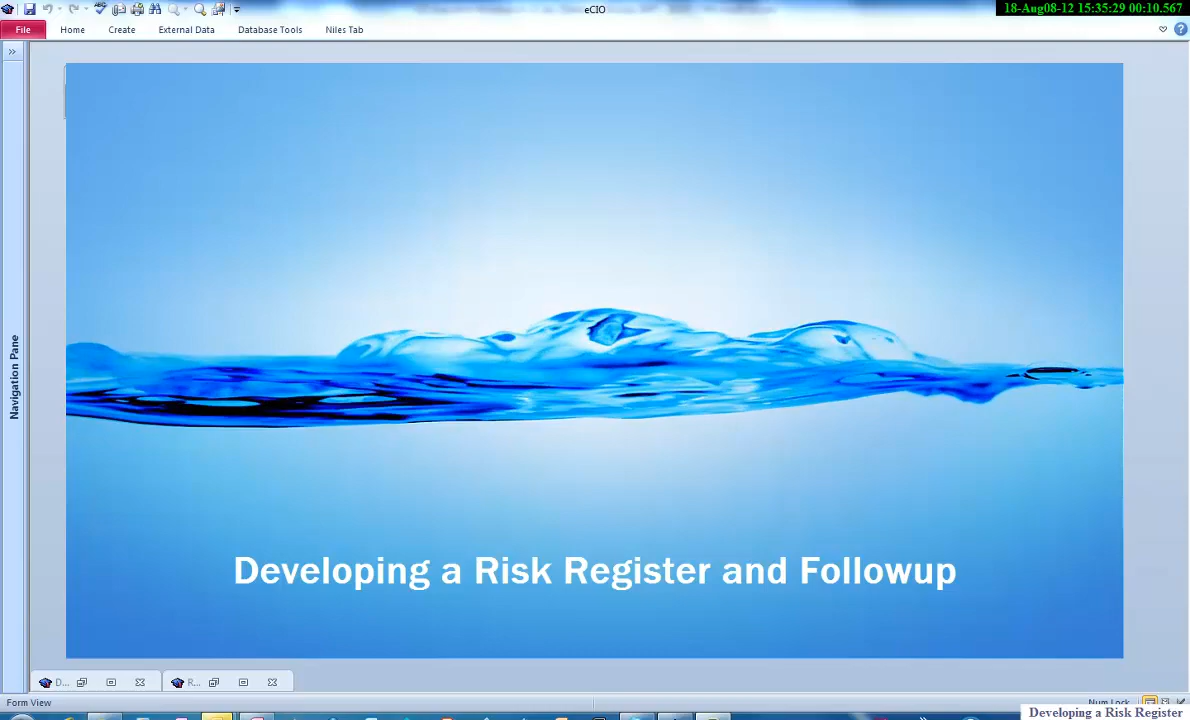 eCIO
18-Aug08-12 15:35:29 00:10.567
File Home Create External Data Database Tools Niles Tab
Navigation Pane
Developing a Risk Register and Followup
D... R...
Form View
Num Lock
Developing a Risk Register